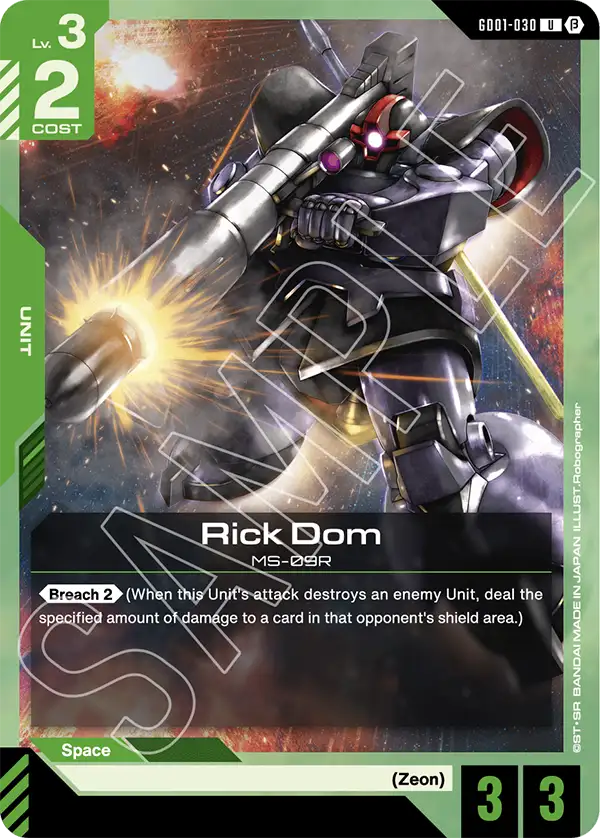 GD01-030 U β
Lv. 3
2
COST
UNIT
SAMPLE
Rick Dom
MS-09R
Breach 2 (When this Unit's attack destroys an enemy Unit, deal the
specified amount of damage to a card in that opponent's shield area.)
©ST・SR BANDAI MADE IN JAPAN ILLUST.Robographer
Space
(Zeon)
3 3